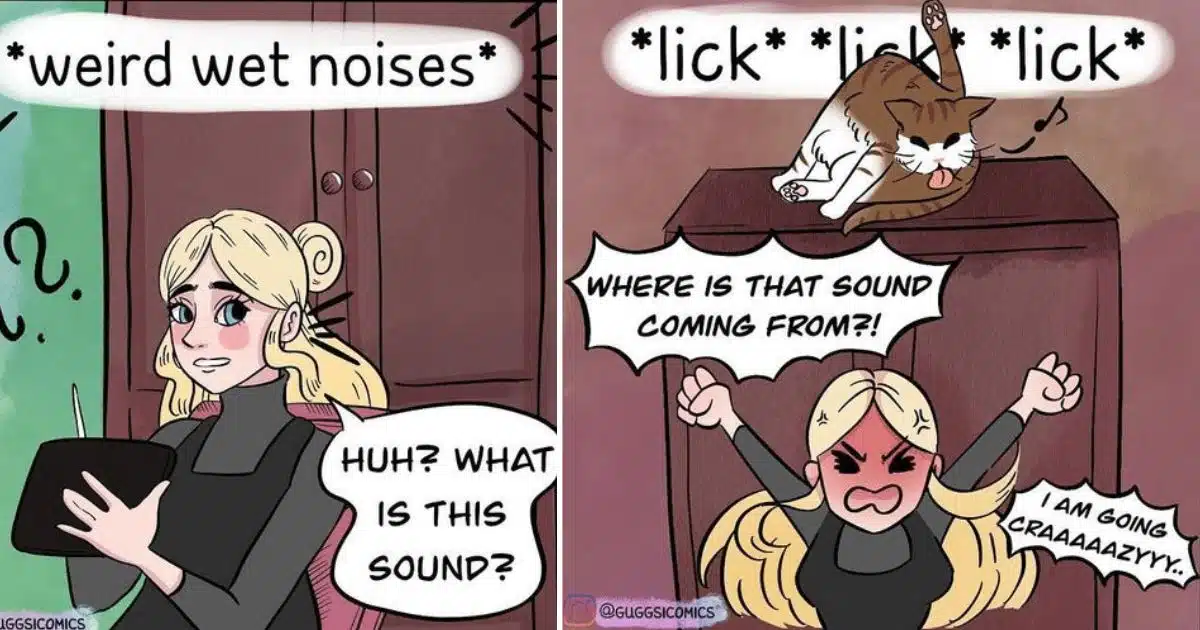 *weird wet noises*
HUH? WHAT
IS THIS
SOUND?
UGGSICOMICS
*lick* *lick* *lick*
WHERE IS THAT SOUND
COMING FROM?!
I AM GOING
CRAAAAAZYYY..
@GUGGSICOMICS